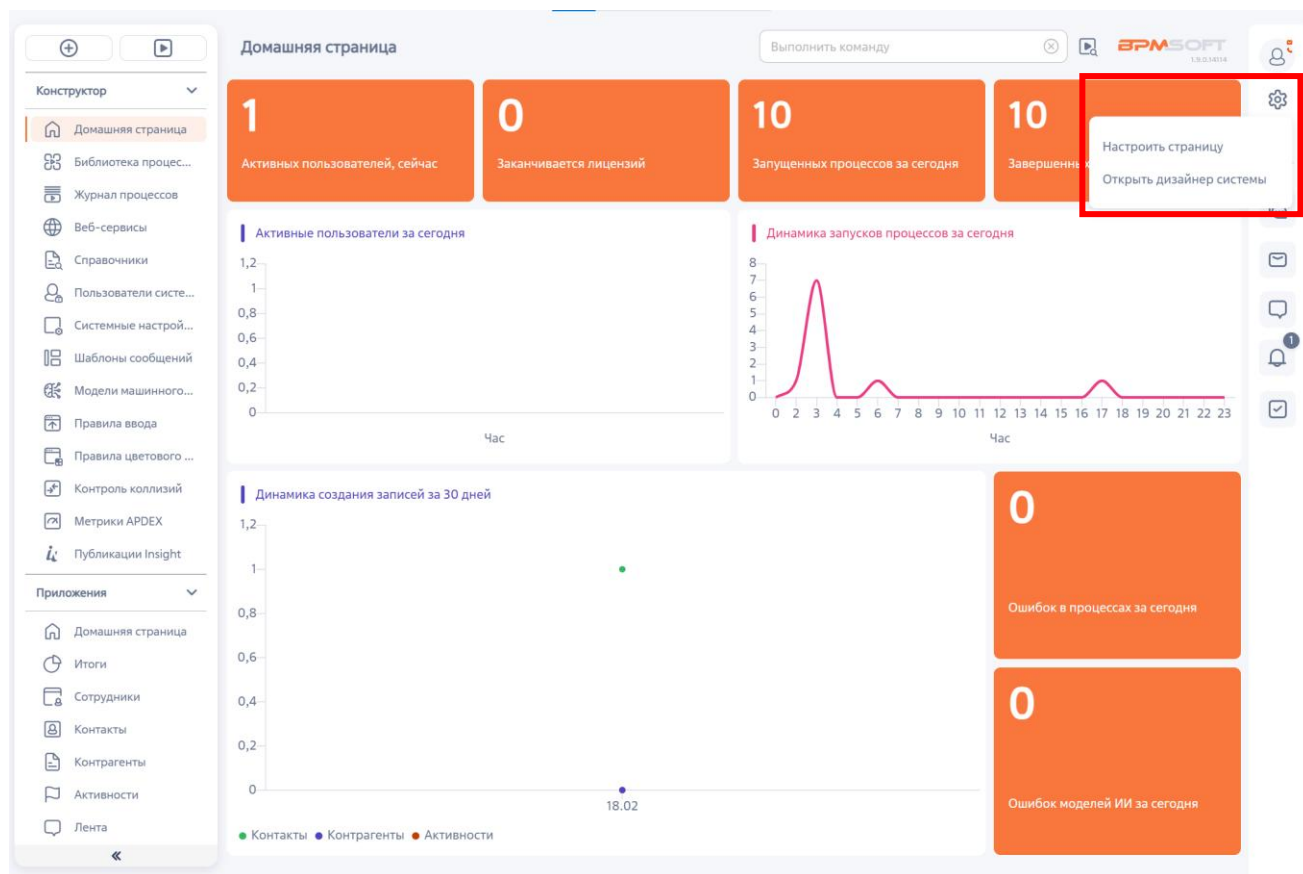 Домашняя страница
Выполнить команду
BPMSOFT
1.9.0.14114
Конструктор
Домашняя страница
Библиотека процес...
Журнал процессов
Веб-сервисы
Справочники
Пользователи систе...
Системные настрой...
Шаблоны сообщений
Модели машинного...
Правила ввода
Правила цветового ...
Контроль коллизий
Метрики APDEX
Публикации Insight
Приложения
Домашняя страница
Итоги
Сотрудники
Контакты
Контрагенты
Активности
Лента
1
Активных пользователей, сейчас
0
Заканчивается лицензий
10
Запущенных процессов за сегодня
10
Завершенных
Настроить страницу
Открыть дизайнер системы
1
Активные пользователи за сегодня
1,2
1
0,8
0,6
0,4
0,2
0
Час
Динамика запусков процессов за сегодня
8
7
6
5
4
3
2
1
0
0 2 3 4 5 6 7 8 9 10 11 12 13 14 15 16 17 18 19 20 21 22 23
Час
Динамика создания записей за 30 дней
1,2
1
0,8
0,6
0,4
0,2
0
18.02
Контакты Контрагенты Активности
0
Ошибок в процессах за сегодня
0
Ошибок моделей ИИ за сегодня